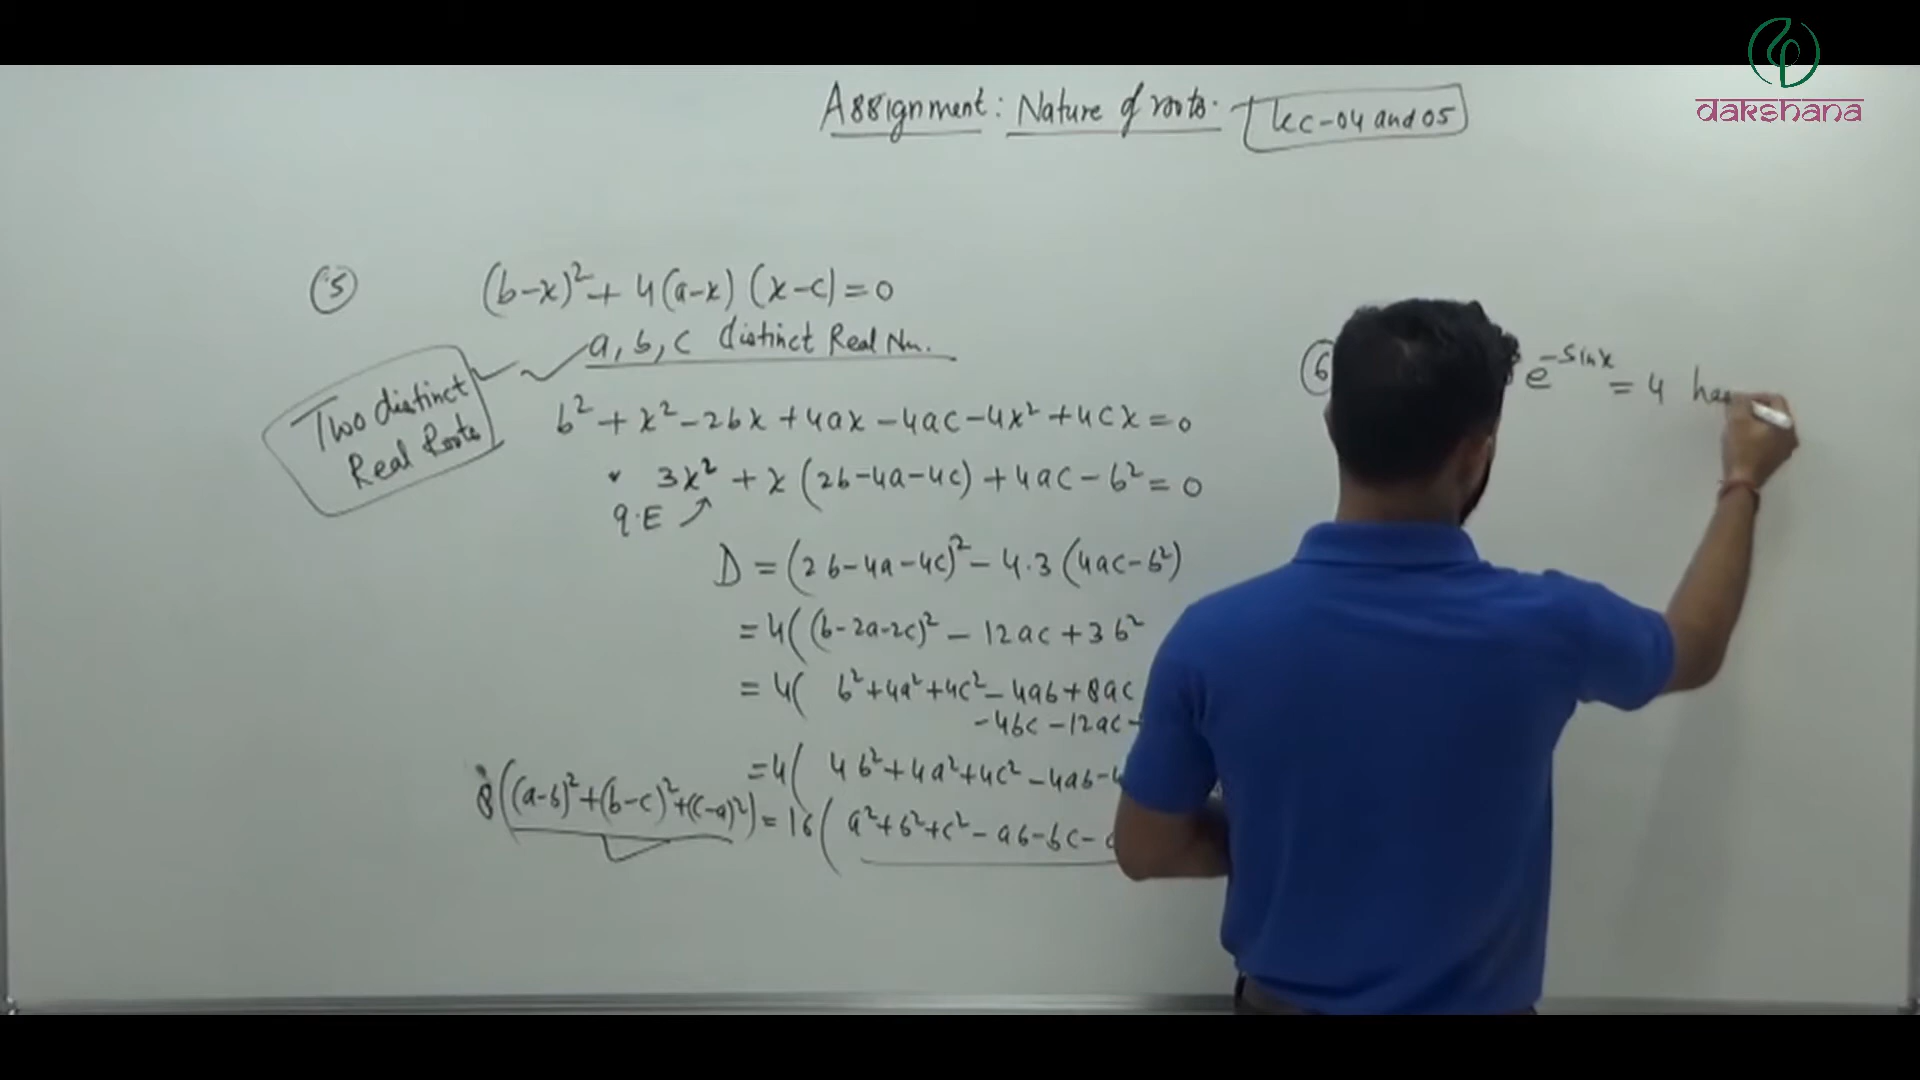 dakshana
Assignment: Nature of roots. Lec-04 and 05
(5) (b-x)² + 4(a-x)(x-c) = 0
a, b, c distinct Real Nu.
Two distinct
Real Roots
b² + x² - 2bx + 4ax - 4ac - 4x² + 4cx = 0
3x² + x(2b-4a-4c) + 4ac - b² = 0
q.E
D = (2b-4a-4c)² - 4.3(4ac-b²)
= 4((b-2a-2c)² - 12ac + 3b²
= 4( b²+4a²+4c² - 4ab + 8ac
-4bc - 12ac
= 4( 4b²+4a²+4c² - 4ab -
8((a-b)²+(b-c)²+(c-a)²) = 16( a²+b²+c² - ab - bc -
(6 e^-sinx = 4 has